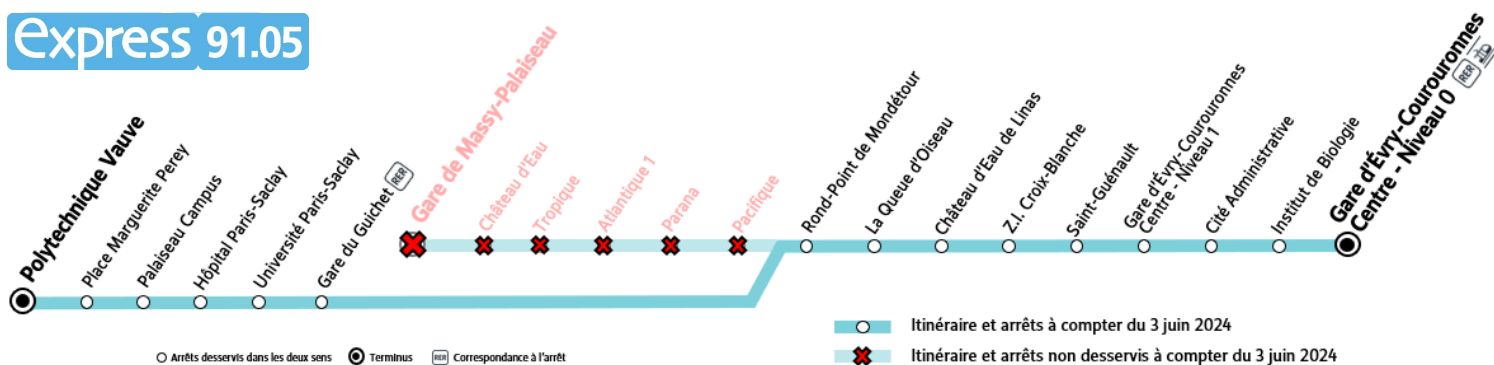 express 91.05
Polytechnique Vauve
Place Marguerite Perey
Palaiseau Campus
Hôpital Paris-Saclay
Université Paris-Saclay
Gare du Guichet RER
Gare de Massy-Palaiseau
Château d'Eau
Tropique
Atlantique 1
Parana
Pacifique
Rond-Point de Mondétour
La Queue d'Oiseau
Château d'Eau de Linas
Z.I. Croix-Blanche
Saint-Guénault
Gare d'Évry-Courouronnes
Centre - Niveau 1
Cité Administrative
Institut de Biologie
Gare d'Évry-Courouronnes
Centre - Niveau 0 RER
Itinéraire et arrêts à compter du 3 juin 2024
Itinéraire et arrêts non desservis à compter du 3 juin 2024
Arrêts desservis dans les deux sens
Terminus
RER Correspondance à l'arrêt